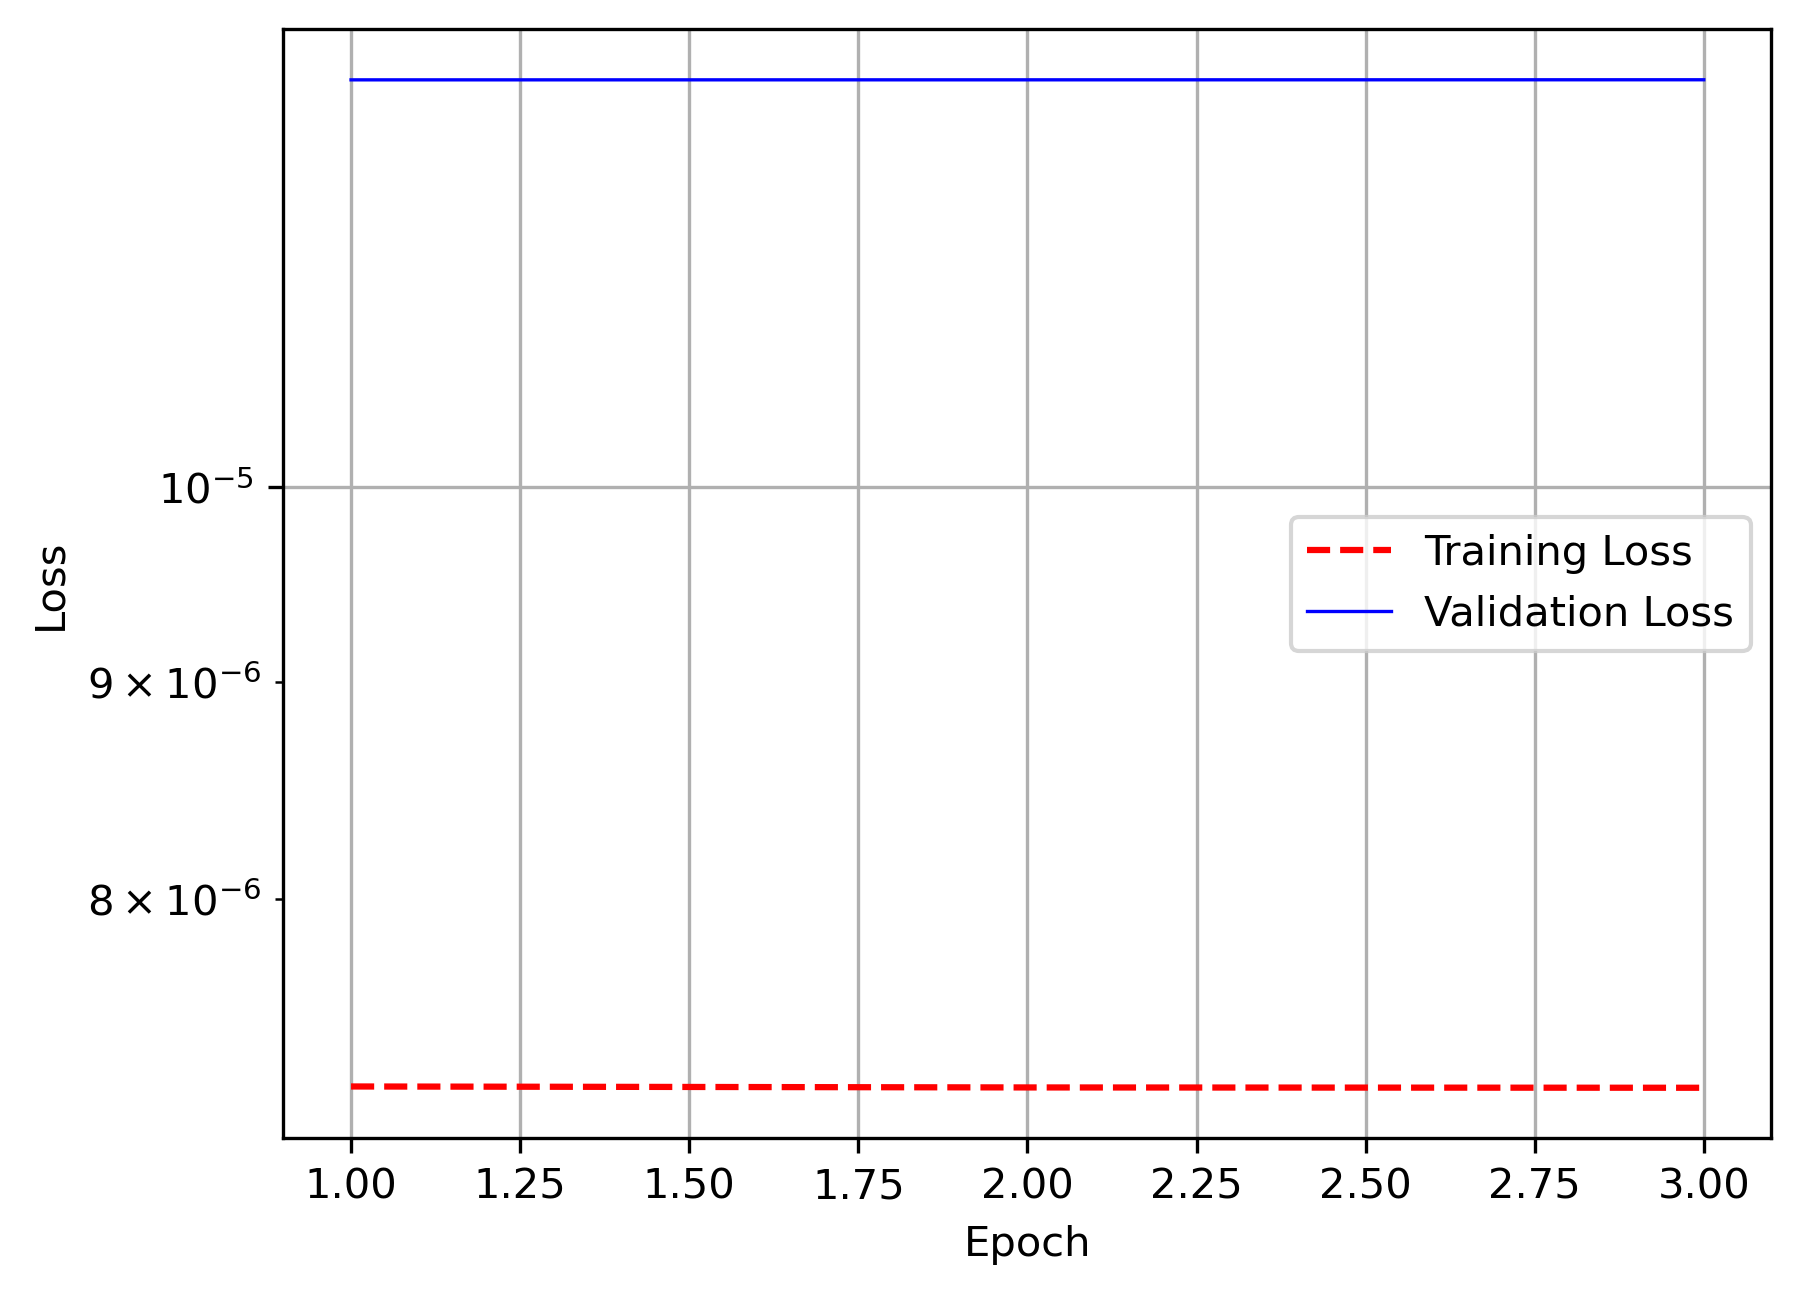 10⁻⁵
9 × 10⁻⁶
8 × 10⁻⁶
Loss
Training Loss
Validation Loss
1.00 1.25 1.50 1.75 2.00 2.25 2.50 2.75 3.00
Epoch